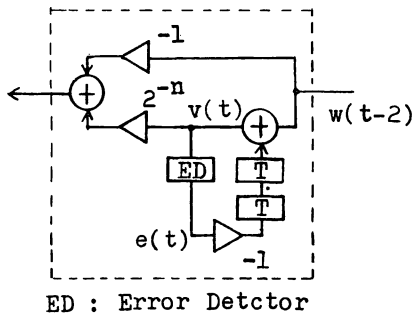 -1
2-n
v(t)
w(t-2)
ED
T
T
e(t)
-1
ED : Error Detctor